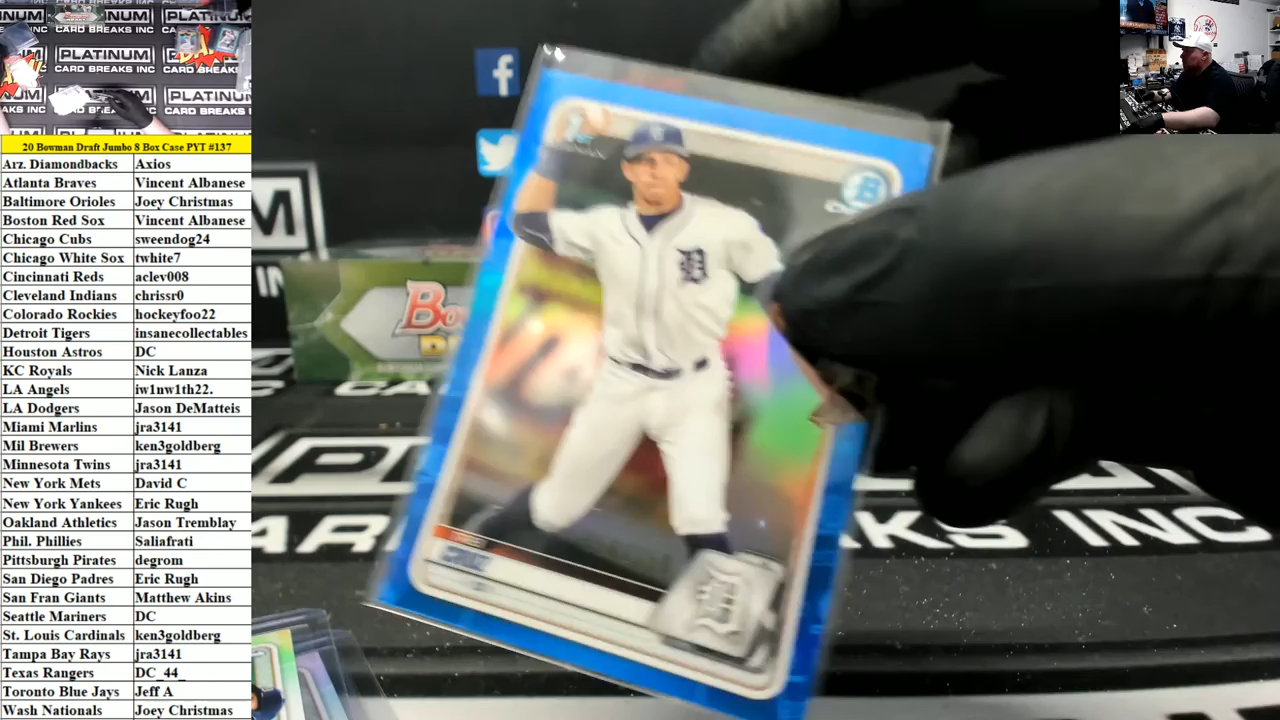 PLATINUM
CARD BREAKS INC
20 Bowman Draft Jumbo 8 Box Case PYT #137
Arz. Diamondbacks Axios
Atlanta Braves Vincent Albanese
Baltimore Orioles Joey Christmas
Boston Red Sox Vincent Albanese
Chicago Cubs sweendog24
Chicago White Sox twhite7
Cincinnati Reds aclev008
Cleveland Indians chrissr0
Colorado Rockies hockeyfoo22
Detroit Tigers insanecollectables
Houston Astros DC
KC Royals Nick Lanza
LA Angels iw1nw1th22.
LA Dodgers Jason DeMatteis
Miami Marlins jra3141
Mil Brewers ken3goldberg
Minnesota Twins jra3141
New York Mets David C
New York Yankees Eric Rugh
Oakland Athletics Jason Tremblay
Phil. Phillies Saliafrati
Pittsburgh Pirates degrom
San Diego Padres Eric Rugh
San Fran Giants Matthew Akins
Seattle Mariners DC
St. Louis Cardinals ken3goldberg
Tampa Bay Rays jra3141
Texas Rangers DC_44_
Toronto Blue Jays Jeff A
Wash Nationals Joey Christmas